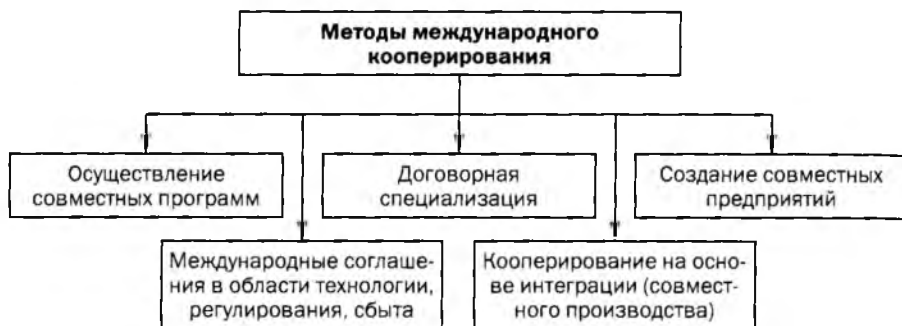 Методы международного
кооперирования
Осуществление
совместных программ
Договорная
специализация
Создание совместных
предприятий
Международные соглаше-
ния в области технологии,
регулирования, сбыта
Кооперирование на осно-
ве интеграции (совмест-
ного производства)